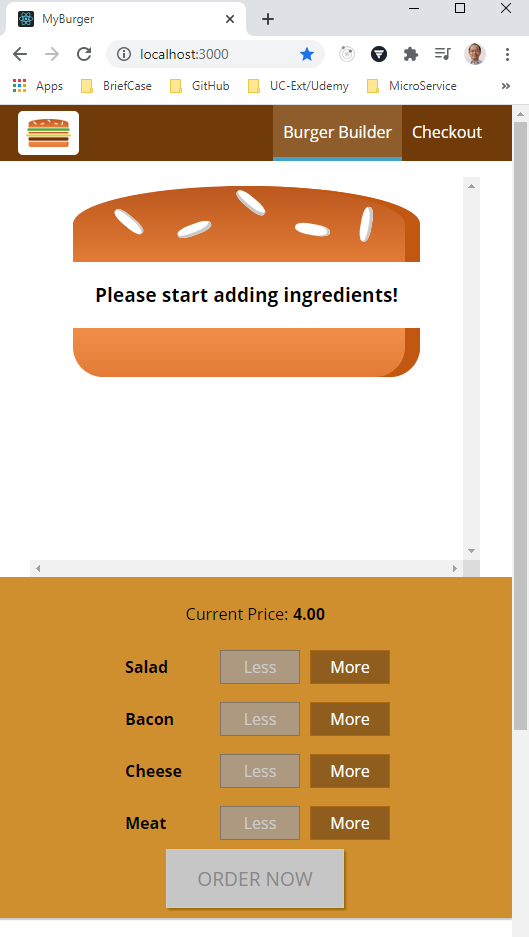 MyBurger
localhost:3000
Apps BriefCase GitHub UC-Ext/Udemy MicroService
Burger Builder Checkout
Please start adding ingredients!
Current Price: 4.00
Salad Less More
Bacon Less More
Cheese Less More
Meat Less More
ORDER NOW